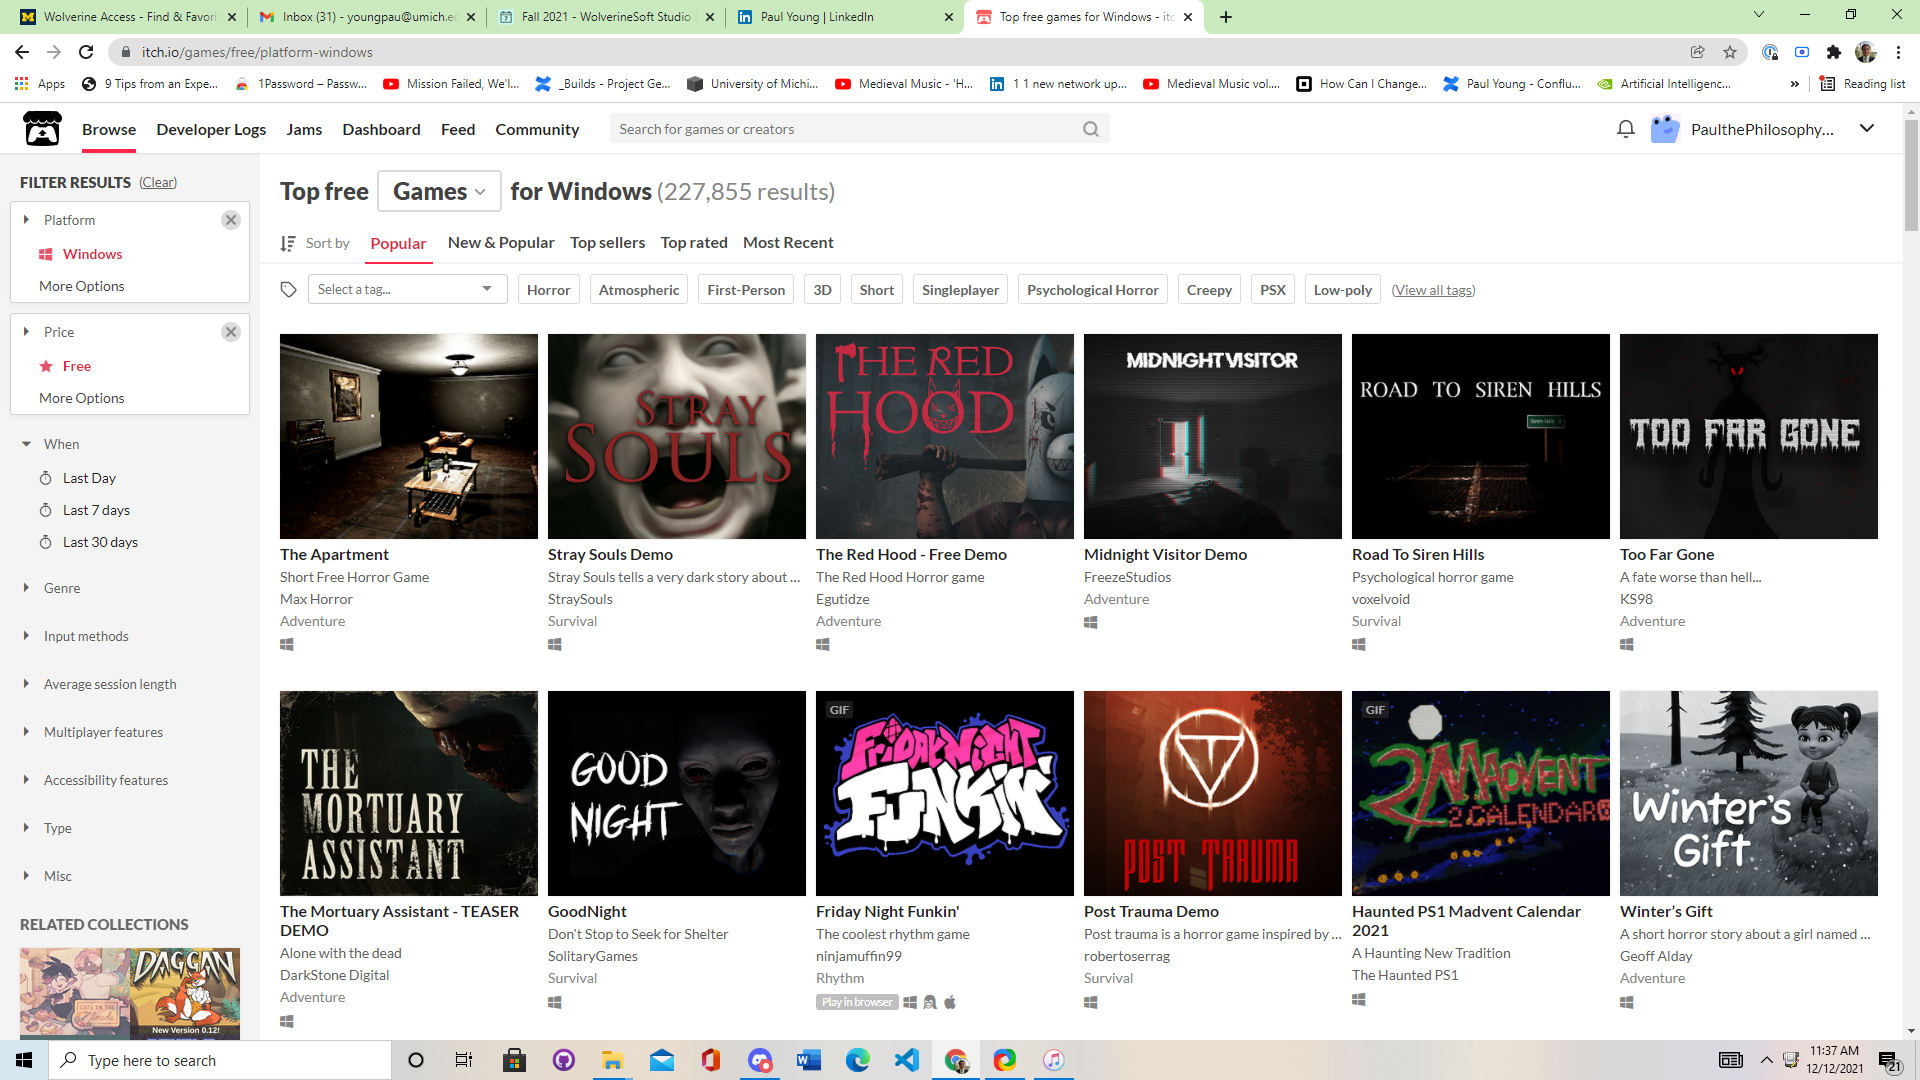 Wolverine Access - Find & Favorit
Inbox (31) - youngpau@umich.ed
Fall 2021 - WolverineSoft Studio
Paul Young | LinkedIn
Top free games for Windows - itc
itch.io/games/free/platform-windows
Apps
9 Tips from an Expe...
1Password – Passw...
Mission Failed, We'l...
_Builds - Project Ge...
University of Michi...
Medieval Music - 'H...
1 1 new network up...
Medieval Music vol....
How Can I Change...
Paul Young - Conflu...
Artificial Intelligenc...
»
Reading list
Browse
Developer Logs
Jams
Dashboard
Feed
Community
Search for games or creators
PaulthePhilosophy...
FILTER RESULTS (Clear)
Platform
Windows
More Options
Price
Free
More Options
When
Last Day
Last 7 days
Last 30 days
Genre
Input methods
Average session length
Multiplayer features
Accessibility features
Type
Misc
RELATED COLLECTIONS
DAGGAN
New Version 0.12!
Top free Games for Windows (227,855 results)
Sort by
Popular
New & Popular
Top sellers
Top rated
Most Recent
Select a tag...
Horror
Atmospheric
First-Person
3D
Short
Singleplayer
Psychological Horror
Creepy
PSX
Low-poly
(View all tags)
The Apartment
Short Free Horror Game
Max Horror
Adventure
STRAY
SOULS
Stray Souls Demo
Stray Souls tells a very dark story about ...
StraySouls
Survival
THE RED
HOOD
The Red Hood - Free Demo
The Red Hood Horror game
Egutidze
Adventure
MIDNIGHT VISITOR
Midnight Visitor Demo
FreezeStudios
Adventure
ROAD TO SIREN HILLS
Road To Siren Hills
Psychological horror game
voxelvoid
Survival
TOO FAR GONE
Too Far Gone
A fate worse than hell...
KS98
Adventure
THE
MORTUARY
ASSISTANT
The Mortuary Assistant - TEASER
DEMO
Alone with the dead
DarkStone Digital
Adventure
GOOD
NIGHT
GoodNight
Don't Stop to Seek for Shelter
SolitaryGames
Survival
GIF
FRIDAY NIGHT
FUNKIN'
Friday Night Funkin'
The coolest rhythm game
ninjamuffin99
Rhythm
Play in browser
POST TRAUMA
Post Trauma Demo
Post trauma is a horror game inspired by ...
robertoserrag
Survival
GIF
MADVENT
CALENDAR
Haunted PS1 Madvent Calendar
2021
A Haunting New Tradition
The Haunted PS1
Winter's
Gift
Winter’s Gift
A short horror story about a girl named ...
Geoff Alday
Adventure
Type here to search
11:37 AM
12/12/2021
21